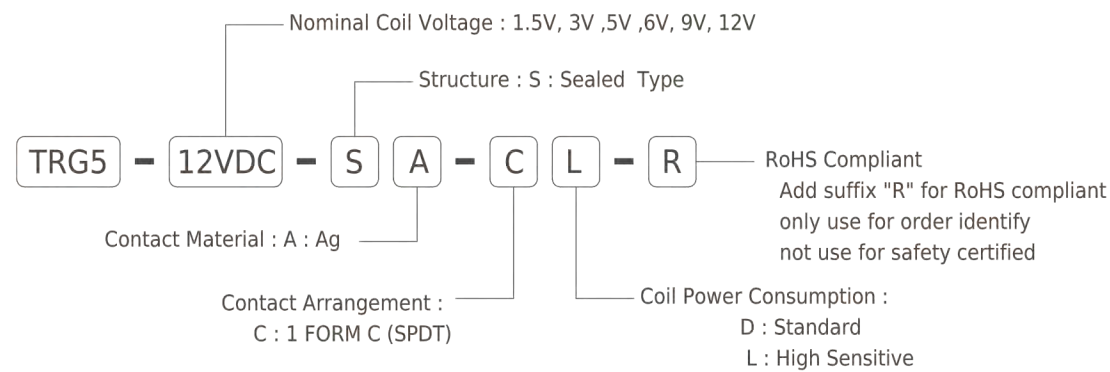 Nominal Coil Voltage : 1.5V, 3V ,5V ,6V, 9V, 12V
Structure : S : Sealed Type
TRG5 - 12VDC - S A - C L - R
RoHS Compliant
Add suffix "R" for RoHS compliant
only use for order identify
not use for safety certified
Contact Material : A : Ag
Contact Arrangement :
C : 1 FORM C (SPDT)
Coil Power Consumption :
D : Standard
L : High Sensitive